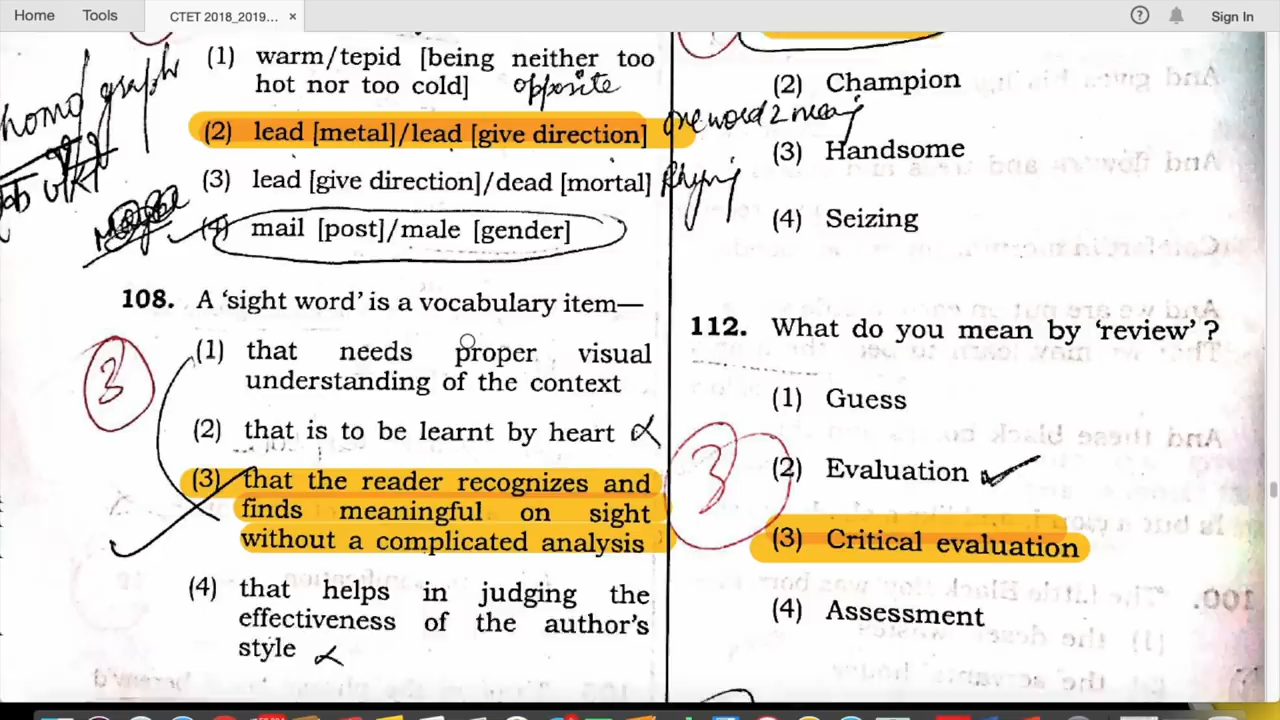 Home Tools CTET 2018_2019... × Sign In
homo graph
(1) warm/tepid [being neither too
hot nor too cold] opposite
(2) lead [metal]/lead [give direction] one word 2 mean
(3) lead [give direction]/dead [mortal] Rhyming
(4) mail [post]/male [gender]
108. A ‘sight word’ is a vocabulary item—
3
(1) that needs proper visual
understanding of the context
(2) that is to be learnt by heart
(3) that the reader recognizes and
finds meaningful on sight
without a complicated analysis
(4) that helps in judging the
effectiveness of the author's
style
(2) Champion
(3) Handsome
(4) Seizing
112. What do you mean by ‘review’ ?
(1) Guess
3
(2) Evaluation
(3) Critical evaluation
(4) Assessment